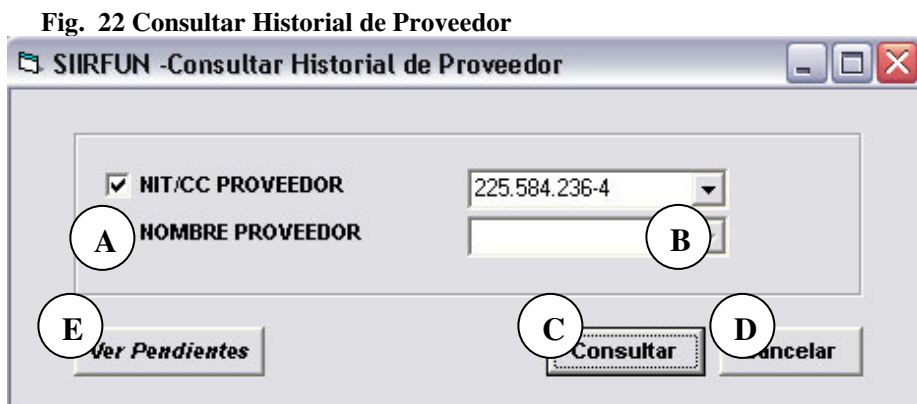 Fig. 22 Consultar Historial de Proveedor
SIIRFUN -Consultar Historial de Proveedor
NIT/CC PROVEEDOR 225.584.236-4
A NOMBRE PROVEEDOR B
E C D
Ver Pendientes Consultar Cancelar